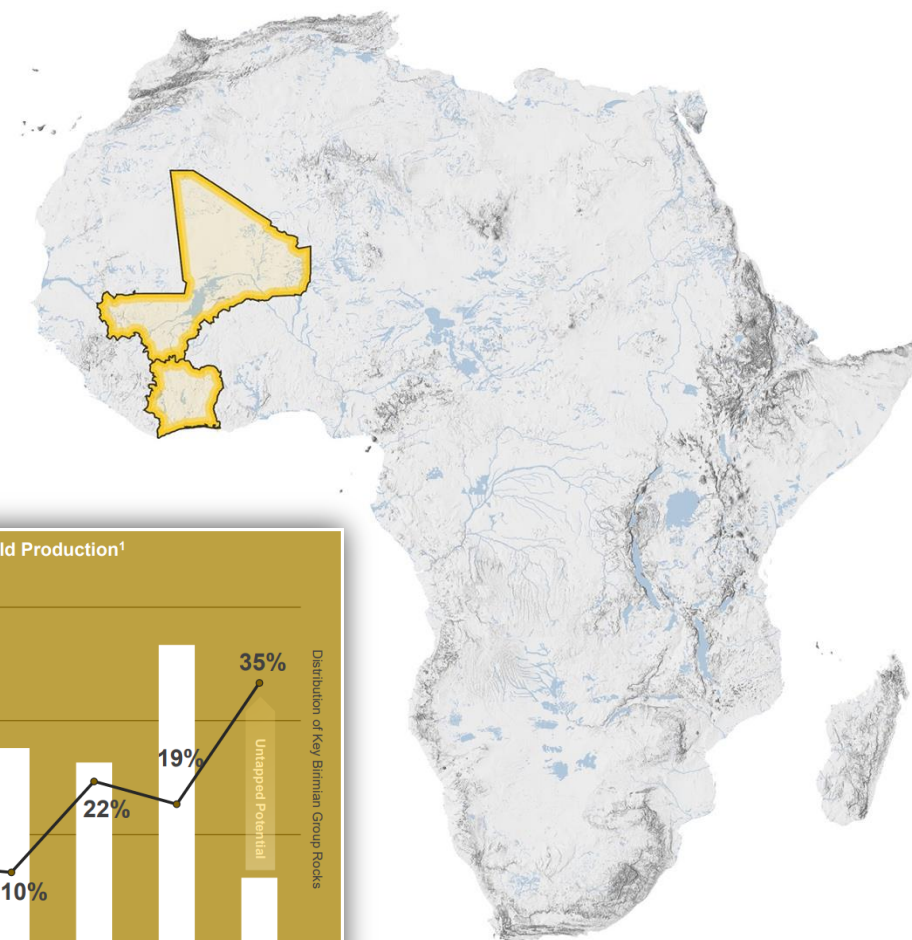 ld Production¹
35%
19%
22%
10%
Untapped Potential
Distribution of Key Birimian Group Rocks